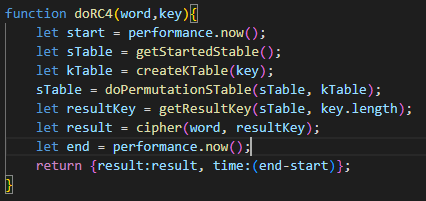 function doRC4(word,key){
    let start = performance.now();
    let sTable = getStartedStable();
    let kTable = createKTable(key);
    sTable = doPermutationSTable(sTable, kTable);
    let resultKey = getResultKey(sTable, key.length);
    let result = cipher(word, resultKey);
    let end = performance.now();
    return {result:result, time:(end-start)};
}